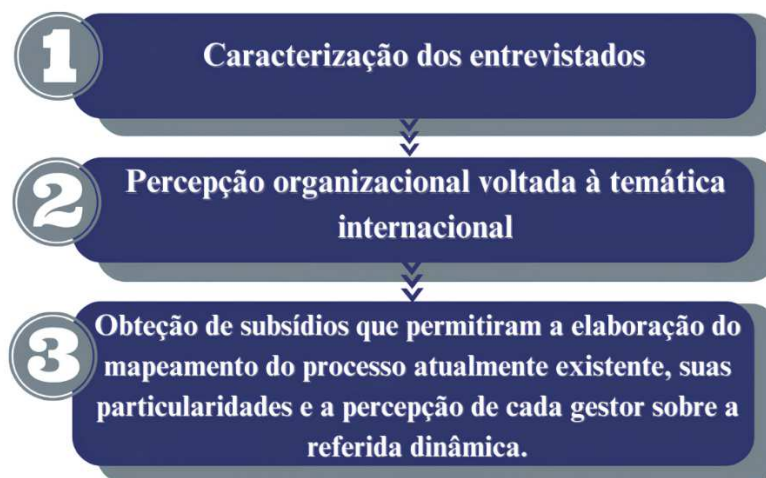 1
Caracterização dos entrevistados
2
Percepção organizacional voltada à temática
internacional
3
Obteção de subsídios que permitiram a elaboração do
mapeamento do processo atualmente existente, suas
particularidades e a percepção de cada gestor sobre a
referida dinâmica.